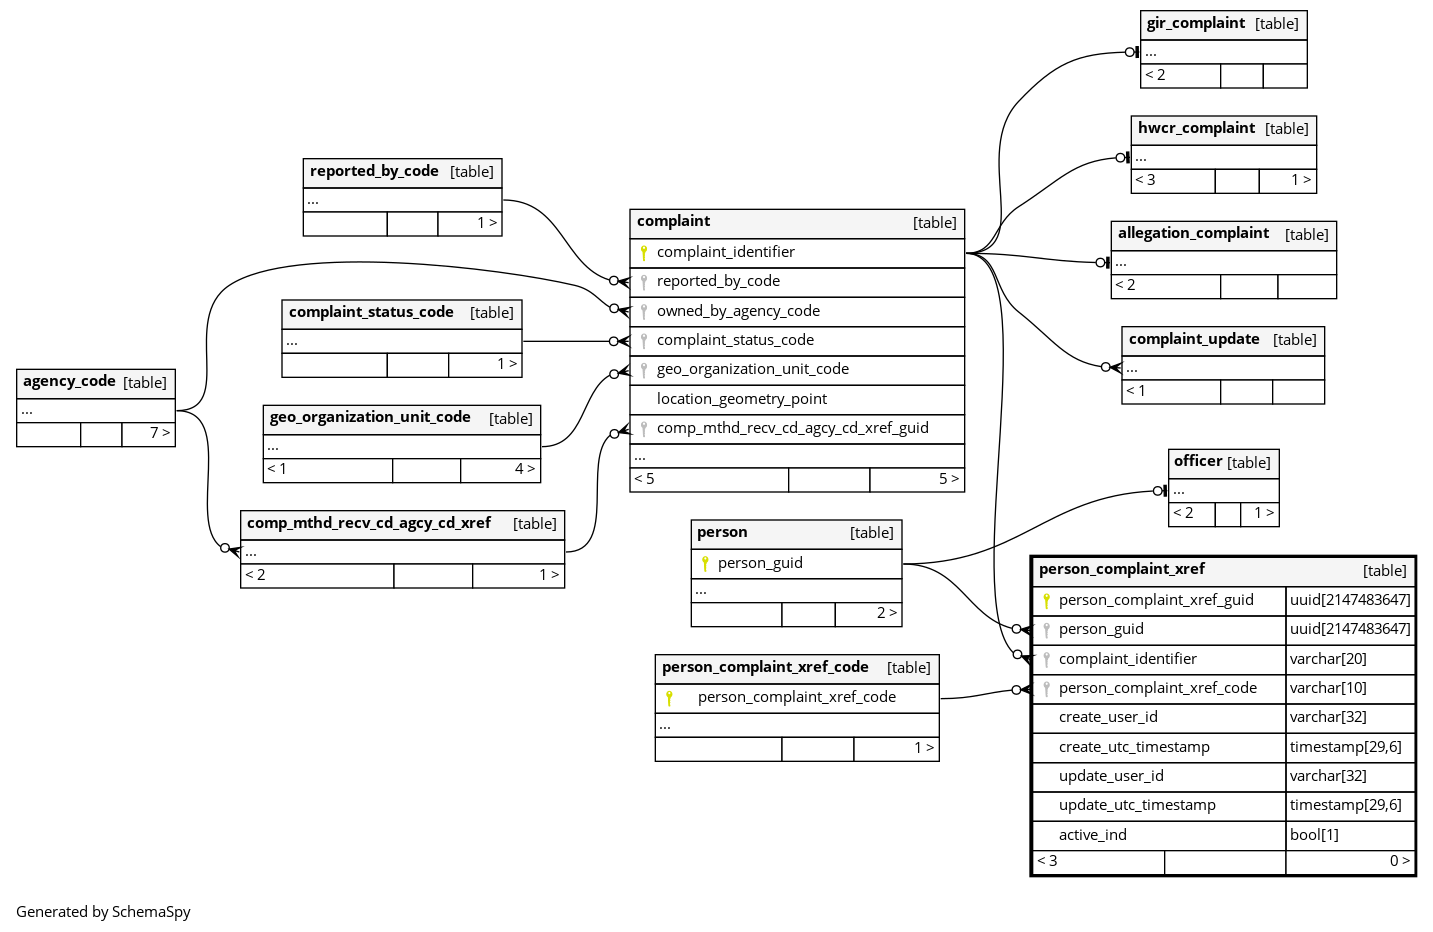 gir_complaint [table]
...
< 2
hwcr_complaint [table]
...
< 3 1 >
reported_by_code [table]
...
1 >
complaint [table]
complaint_identifier
reported_by_code
owned_by_agency_code
complaint_status_code
geo_organization_unit_code
location_geometry_point
comp_mthd_recv_cd_agcy_cd_xref_guid
...
< 5 5 >
allegation_complaint [table]
...
< 2
complaint_status_code [table]
...
1 >
complaint_update [table]
...
< 1
agency_code [table]
...
7 >
geo_organization_unit_code [table]
...
< 1 4 >
officer [table]
...
< 2 1 >
comp_mthd_recv_cd_agcy_cd_xref [table]
...
< 2 1 >
person [table]
person_guid
...
2 >
person_complaint_xref [table]
person_complaint_xref_guid uuid[2147483647]
person_guid uuid[2147483647]
complaint_identifier varchar[20]
person_complaint_xref_code varchar[10]
create_user_id varchar[32]
create_utc_timestamp timestamp[29,6]
update_user_id varchar[32]
update_utc_timestamp timestamp[29,6]
active_ind bool[1]
< 3 0 >
person_complaint_xref_code [table]
person_complaint_xref_code
...
1 >
Generated by SchemaSpy